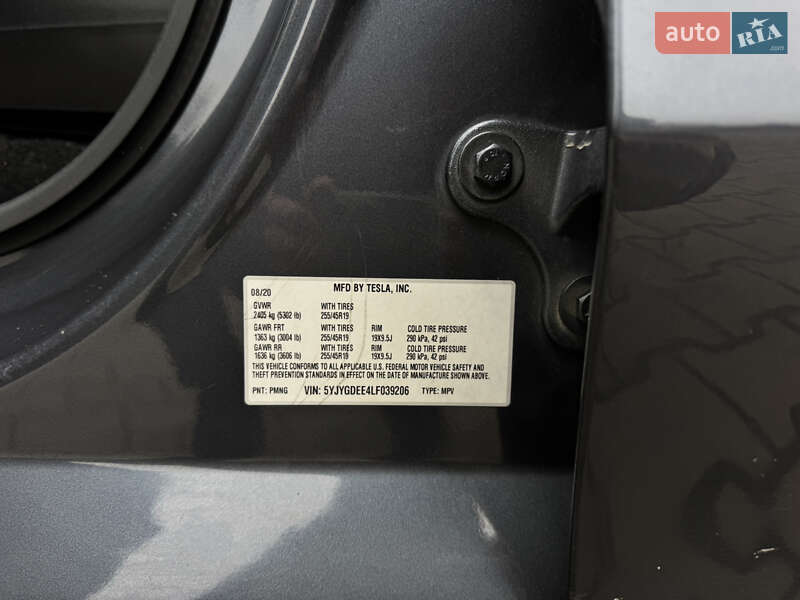 auto RIA .com
MFD BY TESLA, INC.
08/20
GVWR WITH TIRES
2405 kg (5302 lb) 255/45R19
GAWR FRT WITH TIRES RIM COLD TIRE PRESSURE
1363 kg (3004 lb) 255/45R19 19X9.5J 290 kPa, 42 psi
GAWR RR WITH TIRES RIM COLD TIRE PRESSURE
1636 kg (3606 lb) 255/45R19 19X9.5J 290 kPa, 42 psi
THIS VEHICLE CONFORMS TO ALL APPLICABLE U.S. FEDERAL MOTOR VEHICLE SAFETY AND
THEFT PREVENTION STANDARDS IN EFFECT ON THE DATE OF MANUFACTURE SHOWN ABOVE.
PNT: PMNG VIN: 5YJYGDEE4LF039206 TYPE: MPV